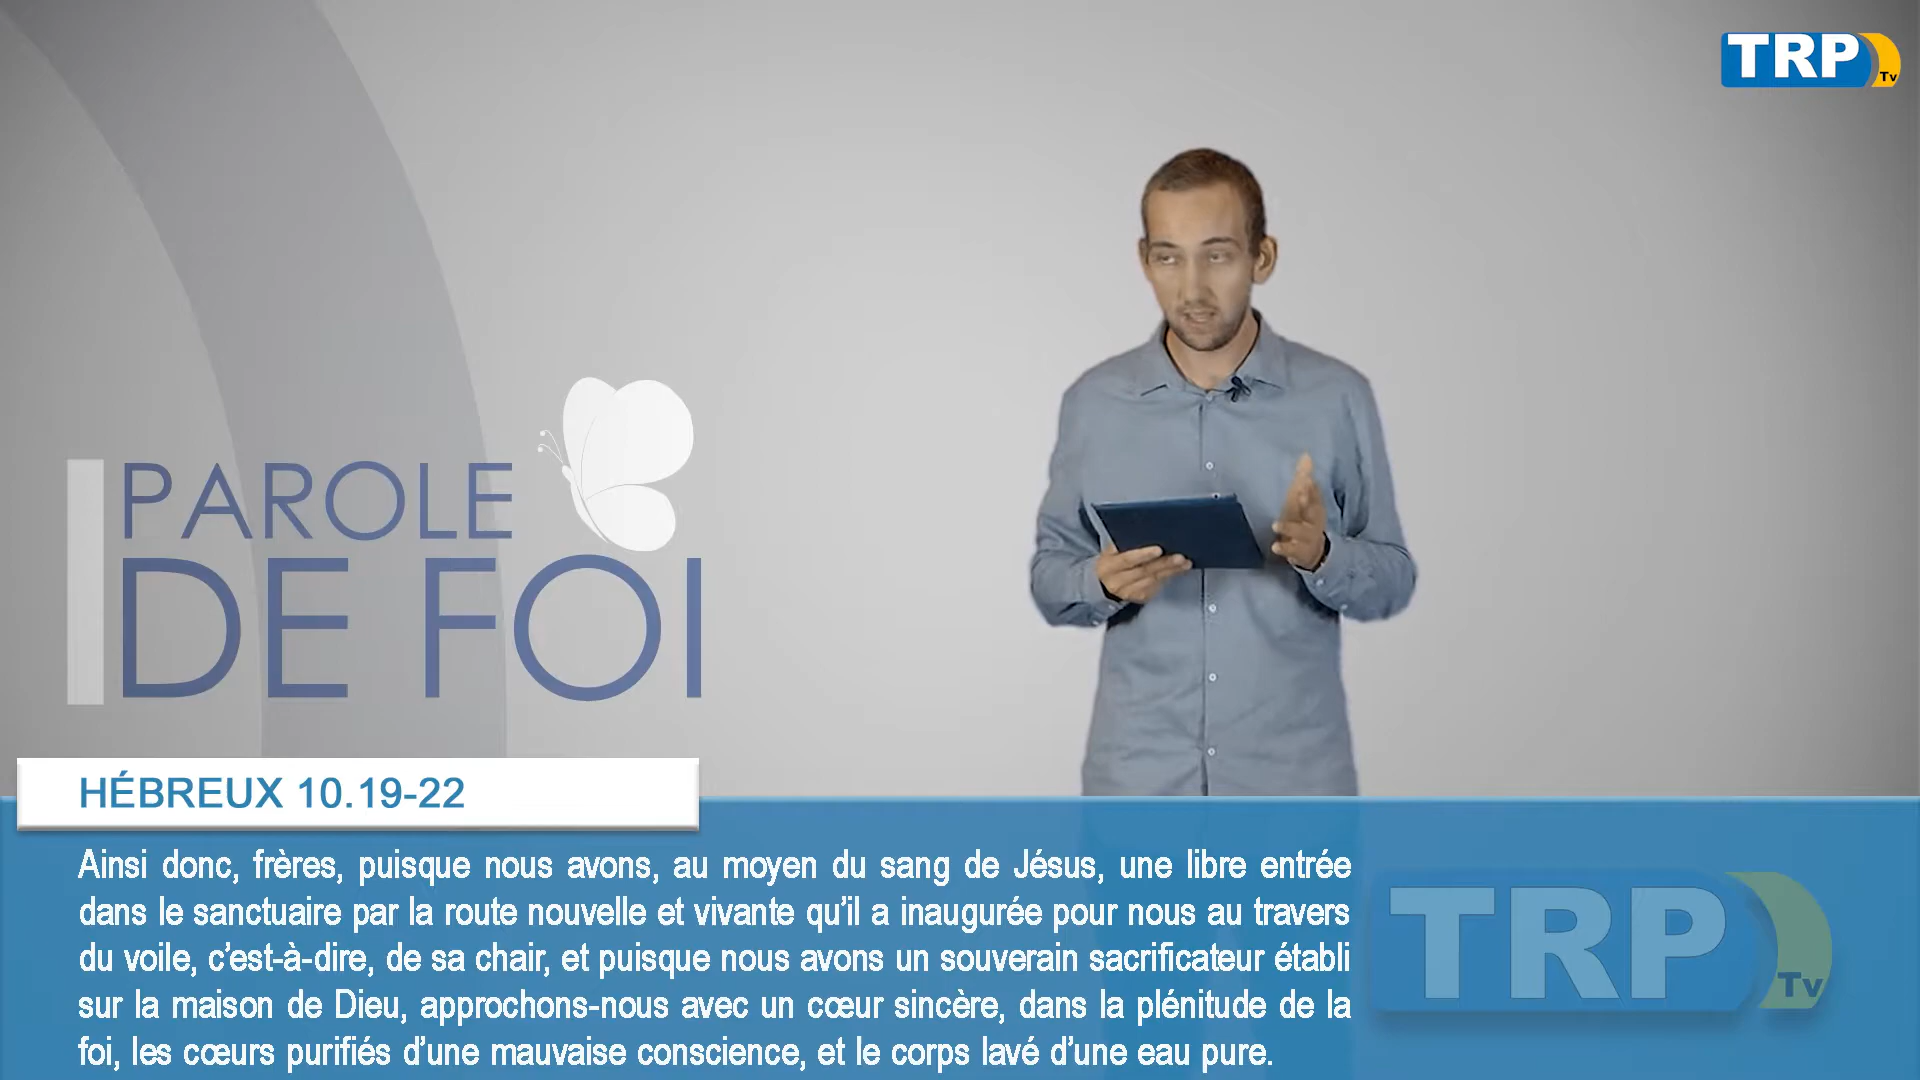 TRP
Tv
PAROLE
DE FOI
HÉBREUX 10.19-22
Ainsi donc, frères, puisque nous avons, au moyen du sang de Jésus, une libre entrée
dans le sanctuaire par la route nouvelle et vivante qu’il a inaugurée pour nous au travers
du voile, c’est-à-dire, de sa chair, et puisque nous avons un souverain sacrificateur établi
sur la maison de Dieu, approchons-nous avec un cœur sincère, dans la plénitude de la
foi, les cœurs purifiés d’une mauvaise conscience, et le corps lavé d’une eau pure.
TRP
Tv